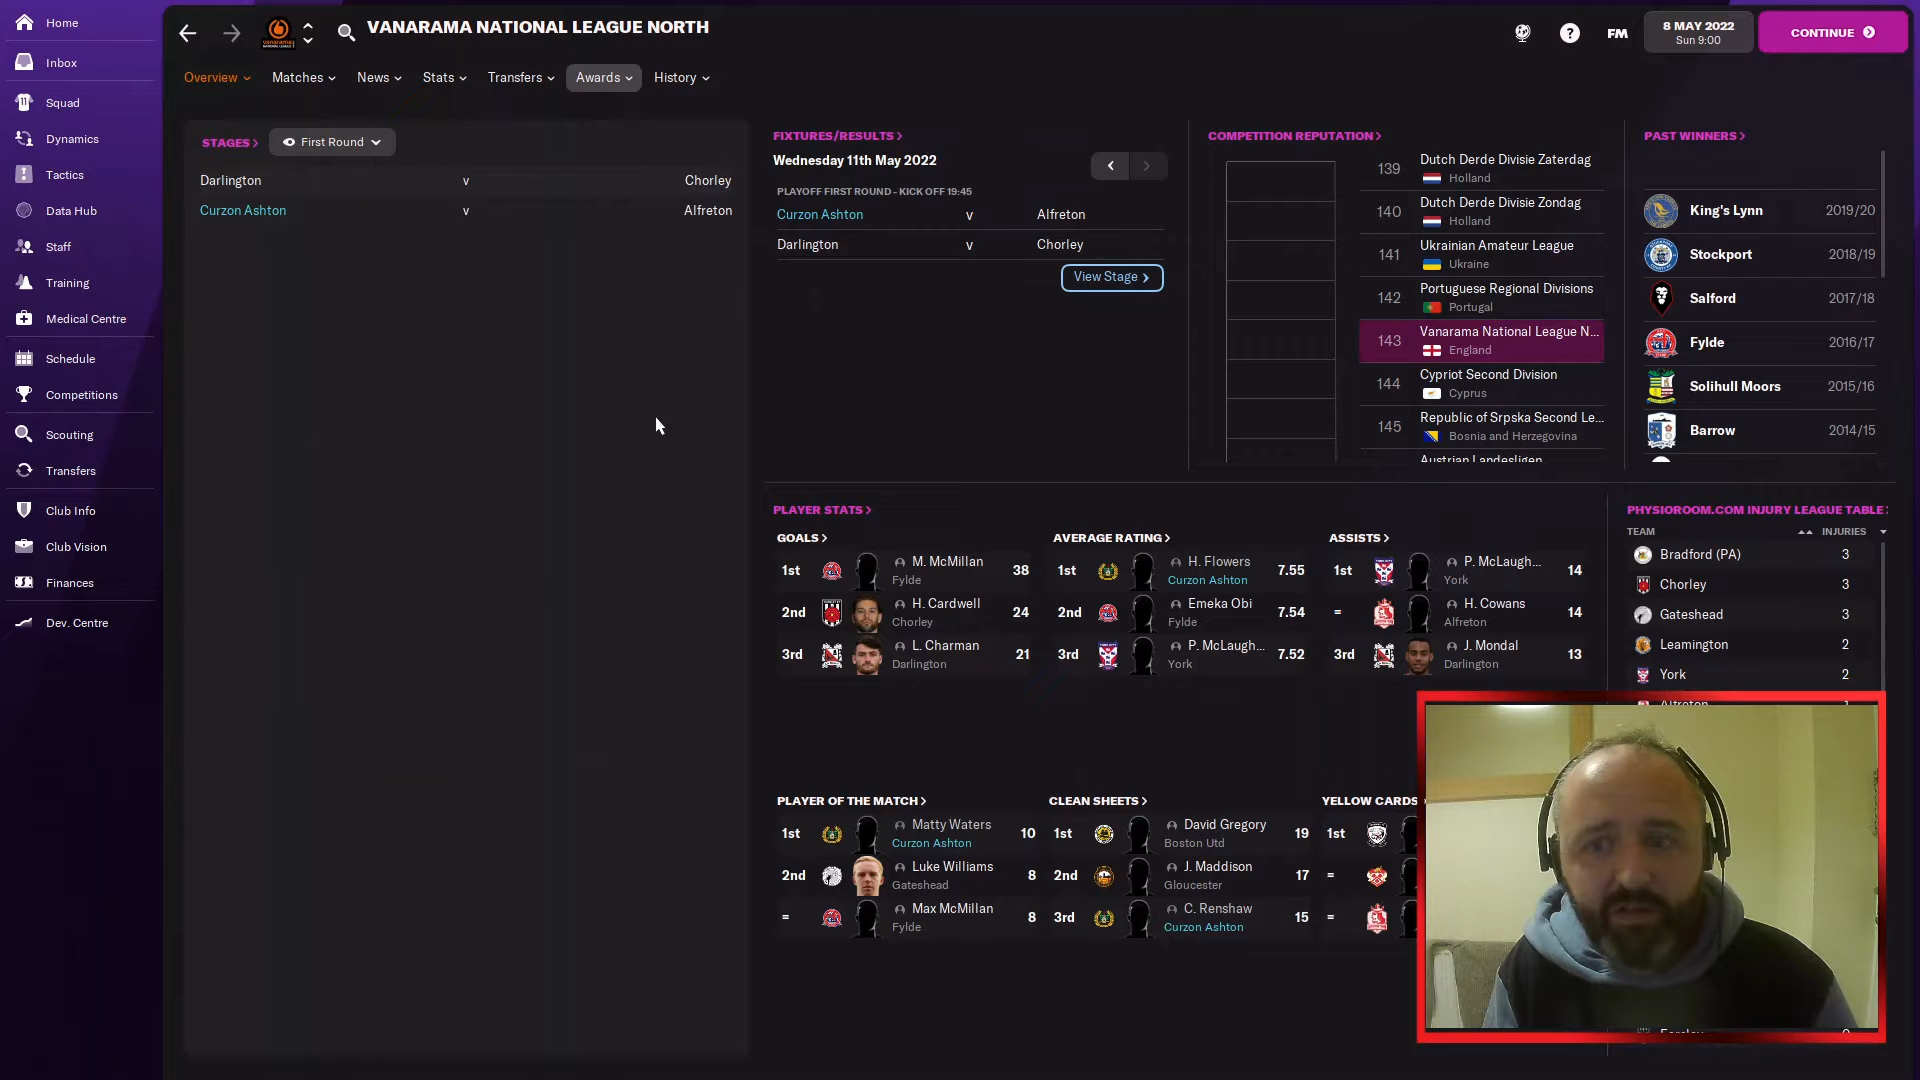 Home
Inbox
Squad
Dynamics
Tactics
Data Hub
Staff
Training
Medical Centre
Schedule
Competitions
Scouting
Transfers
Club Info
Club Vision
Finances
Dev. Centre
VANARAMA NATIONAL LEAGUE NORTH
FM
8 MAY 2022
Sun 9:00
CONTINUE
Overview
Matches
News
Stats
Transfers
Awards
History
STAGES
First Round
Darlington v Chorley
Curzon Ashton v Alfreton
FIXTURES/RESULTS
Wednesday 11th May 2022
PLAYOFF FIRST ROUND - KICK OFF 19:45
Curzon Ashton v Alfreton
Darlington v Chorley
View Stage
COMPETITION REPUTATION
139 Dutch Derde Divisie Zaterdag
Holland
140 Dutch Derde Divisie Zondag
Holland
141 Ukrainian Amateur League
Ukraine
142 Portuguese Regional Divisions
Portugal
143 Vanarama National League N...
England
144 Cypriot Second Division
Cyprus
145 Republic of Srpska Second Le...
Bosnia and Herzegovina
Austrian Landesligen
PAST WINNERS
King's Lynn 2019/20
Stockport 2018/19
Salford 2017/18
Fylde 2016/17
Solihull Moors 2015/16
Barrow 2014/15
PLAYER STATS
GOALS
1st M. McMillan 38
Fylde
2nd H. Cardwell 24
Chorley
3rd L. Charman 21
Darlington
AVERAGE RATING
1st H. Flowers 7.55
Curzon Ashton
2nd Emeka Obi 7.54
Fylde
3rd P. McLaugh... 7.52
York
ASSISTS
1st P. McLaugh... 14
York
= H. Cowans 14
Alfreton
3rd J. Mondal 13
Darlington
PHYSIOROOM.COM INJURY LEAGUE TABLE
TEAM INJURIES
Bradford (PA) 3
Chorley 3
Gateshead 3
Leamington 2
York 2
PLAYER OF THE MATCH
1st Matty Waters 10
Curzon Ashton
2nd Luke Williams 8
Gateshead
= Max McMillan 8
Fylde
CLEAN SHEETS
1st David Gregory 19
Boston Utd
2nd J. Maddison 17
Gloucester
3rd C. Renshaw 15
Curzon Ashton
YELLOW CARDS
1st
=
=